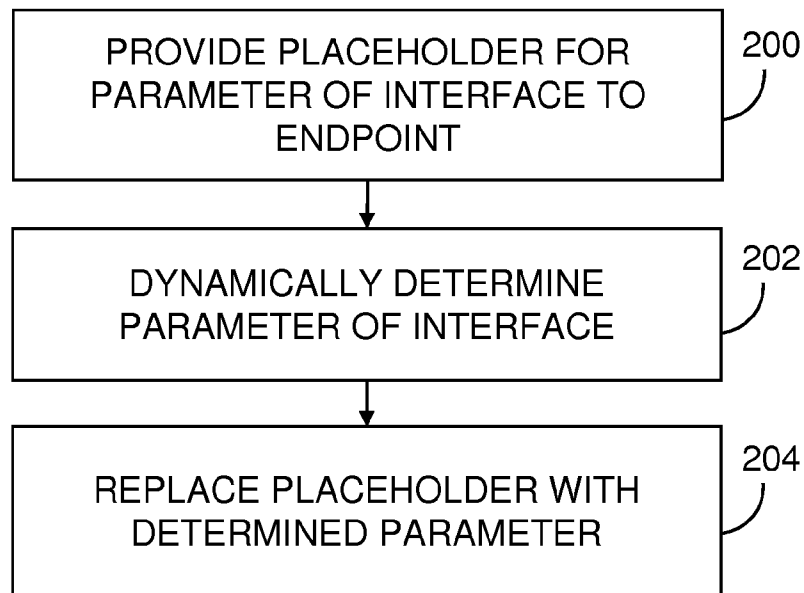 PROVIDE PLACEHOLDER FOR
PARAMETER OF INTERFACE TO
ENDPOINT
200
DYNAMICALLY DETERMINE
PARAMETER OF INTERFACE
202
REPLACE PLACEHOLDER WITH
DETERMINED PARAMETER
204